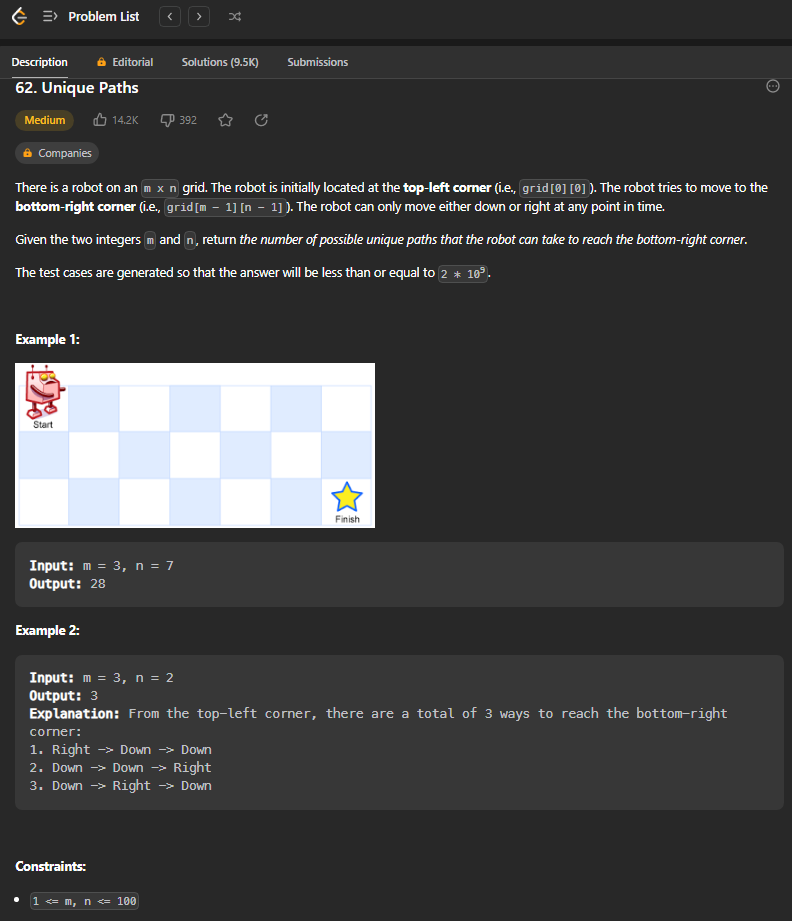 Problem List
Description Editorial Solutions (9.5K) Submissions
62. Unique Paths
Medium 14.2K 392
Companies
There is a robot on an m x n grid. The robot is initially located at the top-left corner (i.e., grid[0][0]). The robot tries to move to the
bottom-right corner (i.e., grid[m - 1][n - 1]). The robot can only move either down or right at any point in time.
Given the two integers m and n, return the number of possible unique paths that the robot can take to reach the bottom-right corner.
The test cases are generated so that the answer will be less than or equal to 2 * 10⁹.
Example 1:
Start
Finish
Input: m = 3, n = 7
Output: 28
Example 2:
Input: m = 3, n = 2
Output: 3
Explanation: From the top-left corner, there are a total of 3 ways to reach the bottom-right
corner:
1. Right -> Down -> Down
2. Down -> Down -> Right
3. Down -> Right -> Down
Constraints:
• 1 <= m, n <= 100